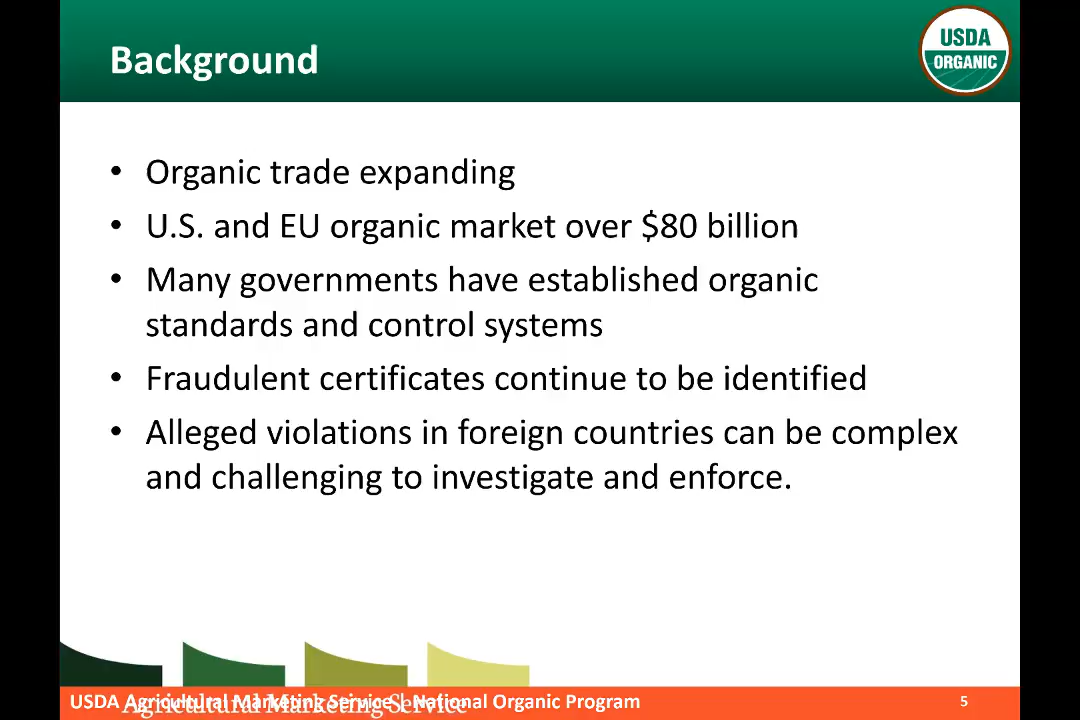 Background
USDA
ORGANIC
• Organic trade expanding
• U.S. and EU organic market over $80 billion
• Many governments have established organic
standards and control systems
• Fraudulent certificates continue to be identified
• Alleged violations in foreign countries can be complex
and challenging to investigate and enforce.
USDA Agricultural Marketing Service | National Organic Program
Agricultural Marketing Service
5